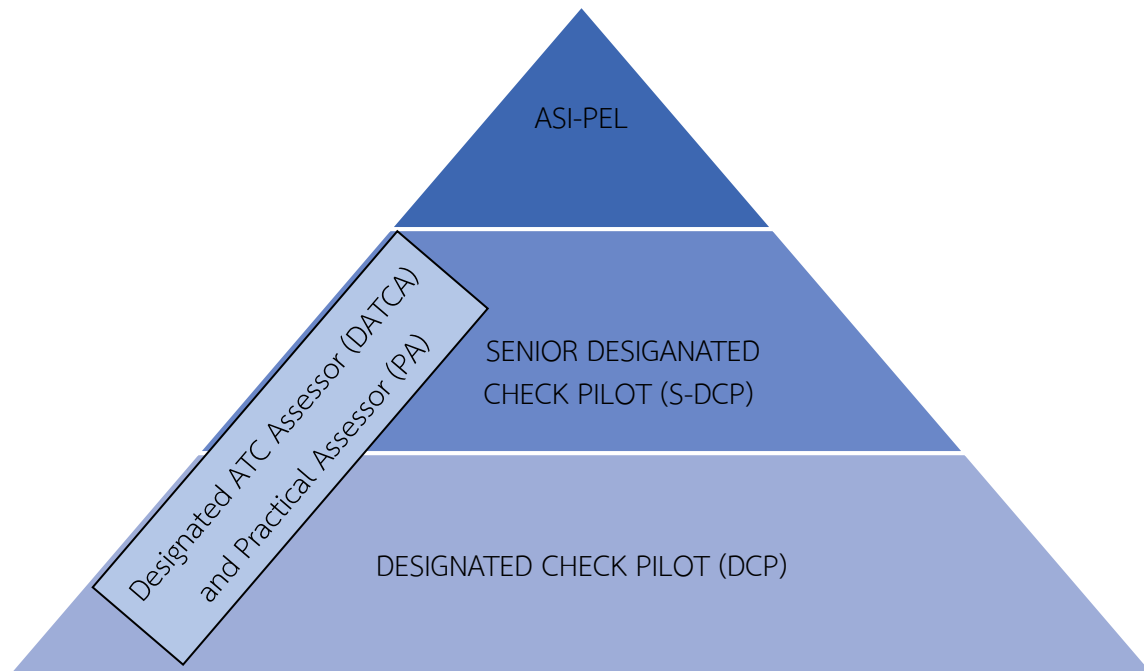 ASI-PEL
SENIOR DESIGANATED
CHECK PILOT (S-DCP)
Designated ATC Assessor (DATCA)
and Practical Assessor (PA)
DESIGNATED CHECK PILOT (DCP)